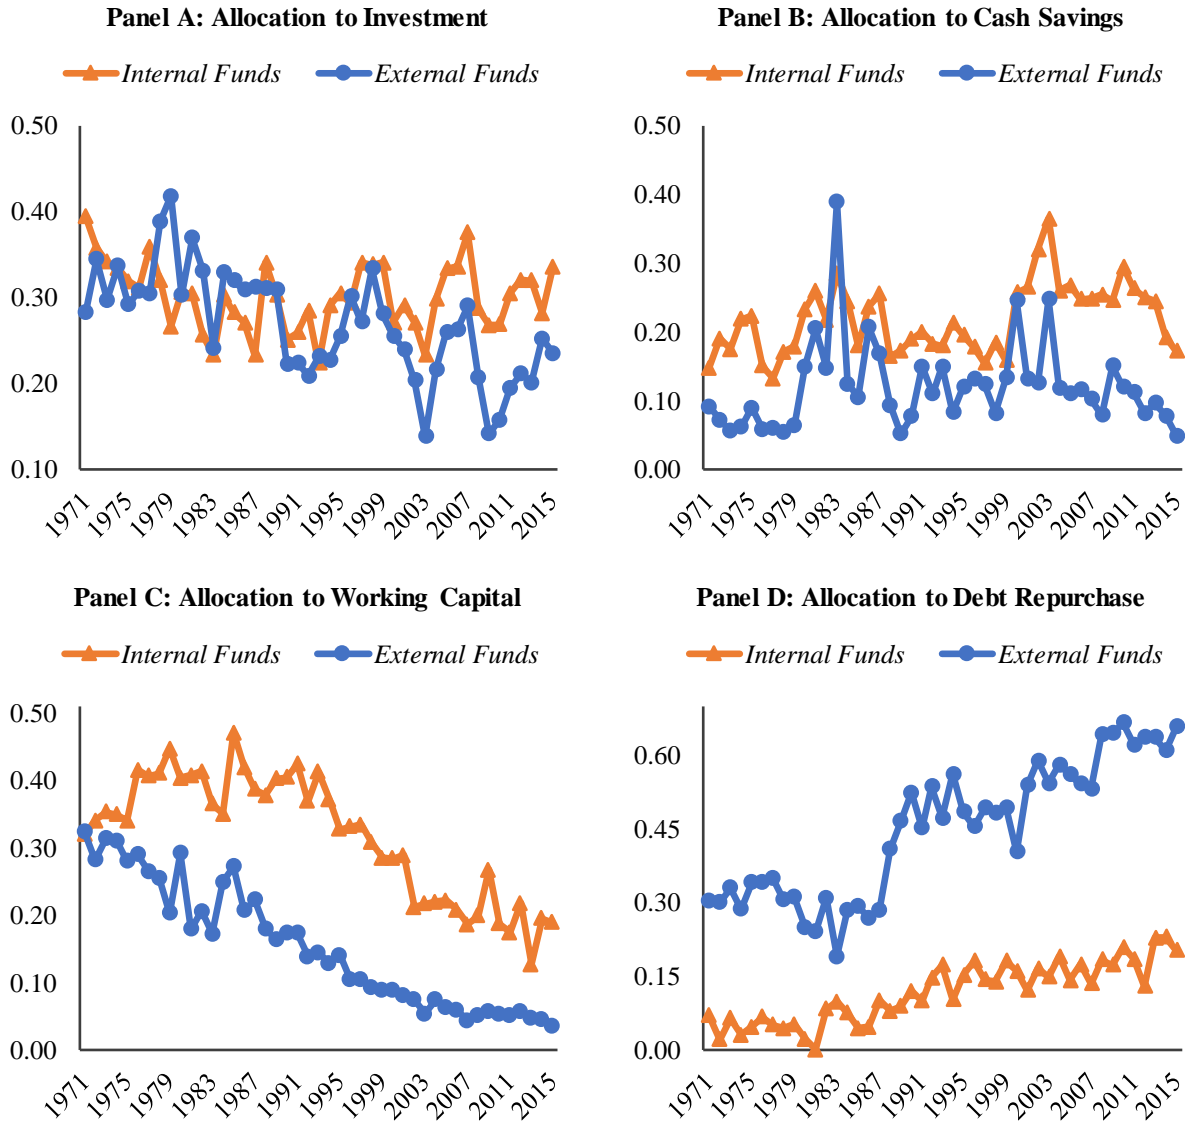 Panel A: Allocation to Investment
Internal Funds External Funds
0.50
0.40
0.30
0.20
0.10
1971 1975 1979 1983 1987 1991 1995 1999 2003 2007 2011 2015
Panel B: Allocation to Cash Savings
Internal Funds External Funds
0.50
0.40
0.30
0.20
0.10
0.00
1971 1975 1979 1983 1987 1991 1995 1999 2003 2007 2011 2015
Panel C: Allocation to Working Capital
Internal Funds External Funds
0.50
0.40
0.30
0.20
0.10
0.00
1971 1975 1979 1983 1987 1991 1995 1999 2003 2007 2011 2015
Panel D: Allocation to Debt Repurchase
Internal Funds External Funds
0.60
0.45
0.30
0.15
0.00
1971 1975 1979 1983 1987 1991 1995 1999 2003 2007 2011 2015